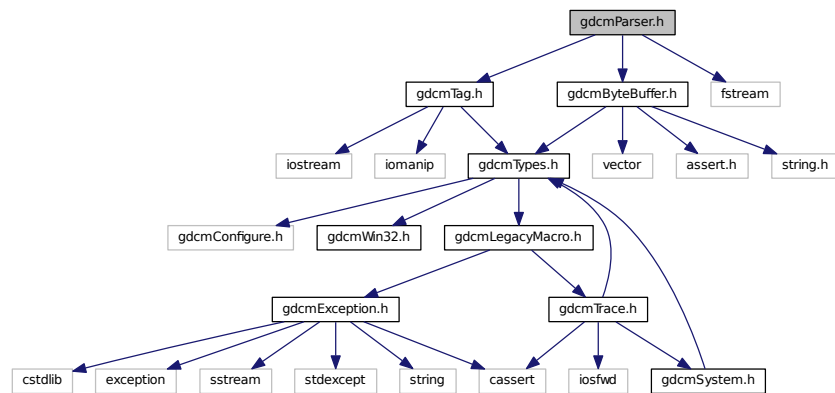 gdcmParser.h
gdcmTag.h
gdcmByteBuffer.h
fstream
iostream
iomanip
gdcmTypes.h
vector
assert.h
string.h
gdcmConfigure.h
gdcmWin32.h
gdcmLegacyMacro.h
gdcmException.h
gdcmTrace.h
cstdlib
exception
sstream
stdexcept
string
cassert
iosfwd
gdcmSystem.h